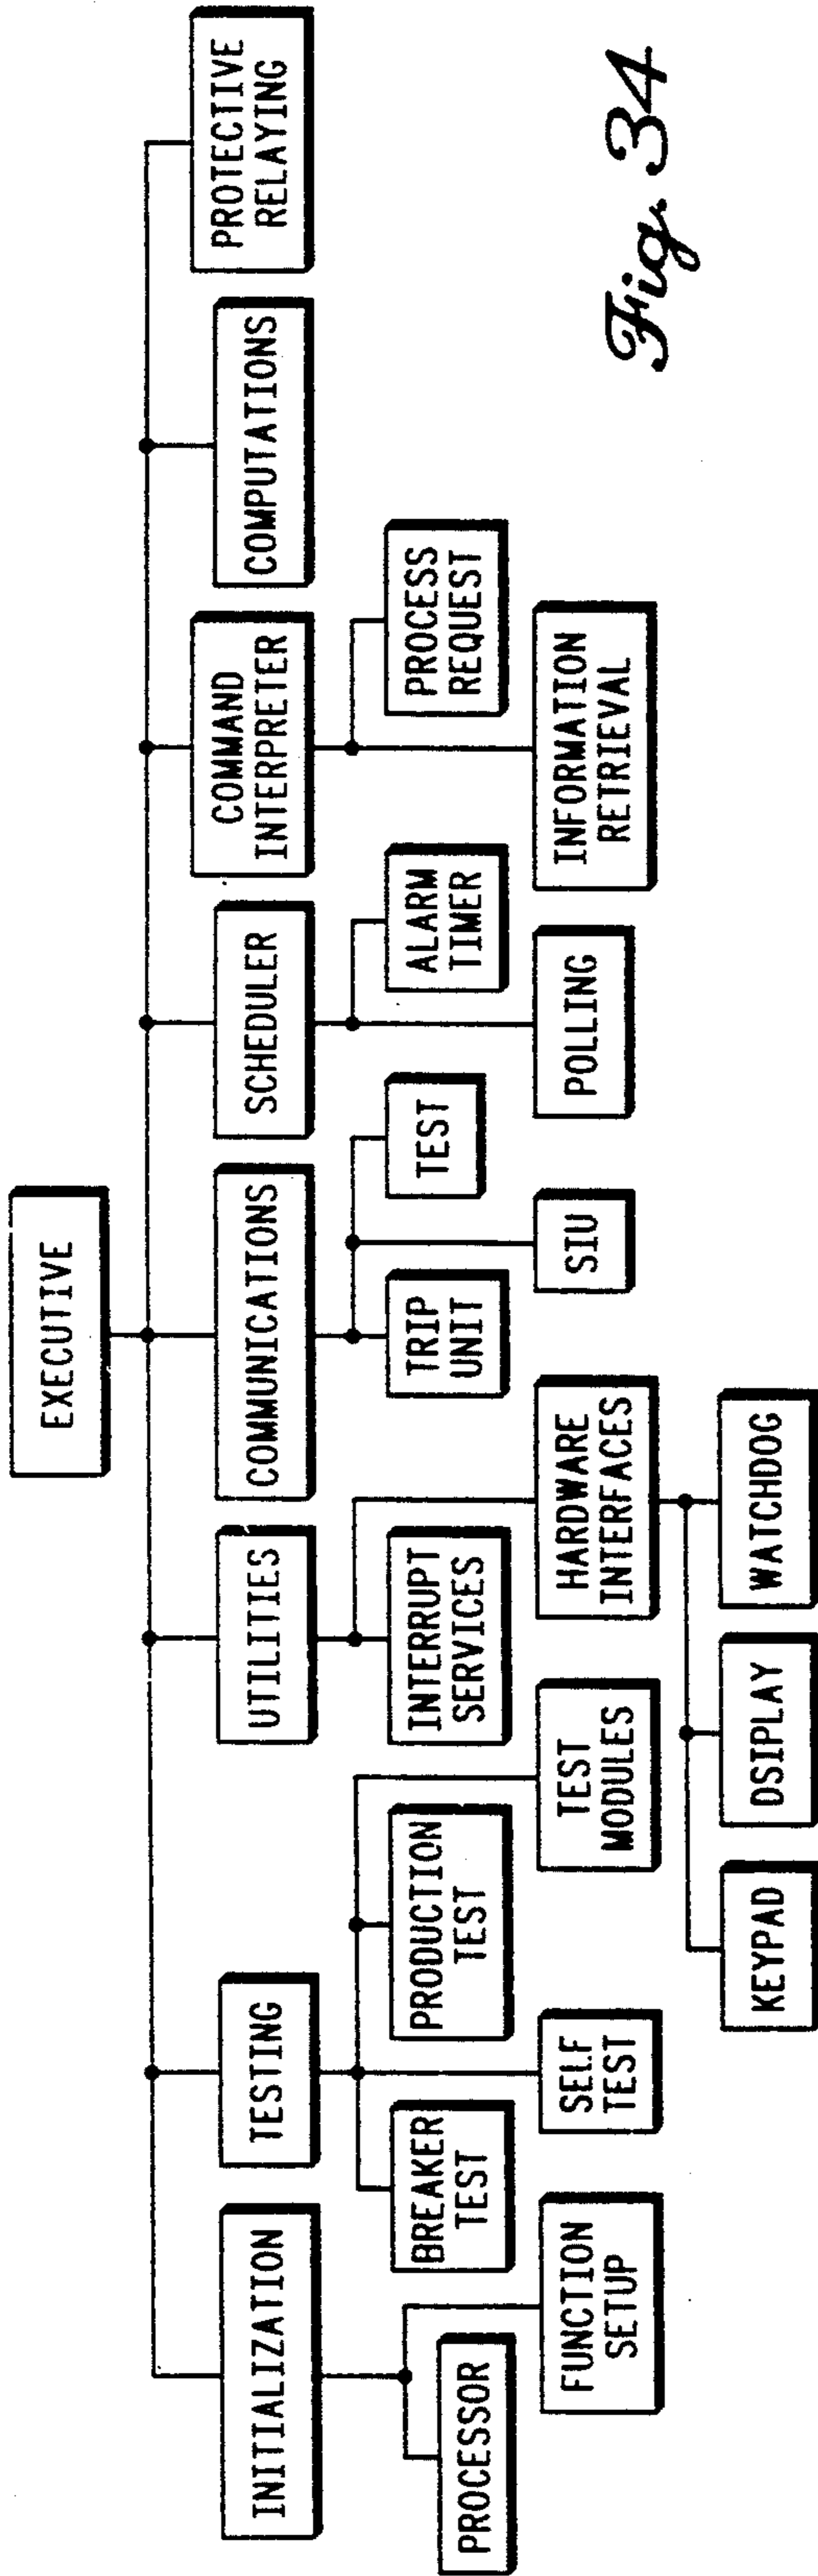 EXECUTIVE
INITIALIZATION
TESTING
UTILITIES
COMMUNICATIONS
SCHEDULER
COMMAND
INTERPRETER
COMPUTATIONS
PROTECTIVE
RELAYING
PROCESSOR
FUNCTION
SETUP
BREAKER
TEST
SELF
TEST
PRODUCTION
TEST
TEST
MODULES
INTERRUPT
SERVICES
HARDWARE
INTERFACES
TRIP
UNIT
SIU
TEST
POLLING
ALARM
TIMER
INFORMATION
RETRIEVAL
PROCESS
REQUEST
KEYPAD
DSIPLAY
WATCHDOG
Fig. 34